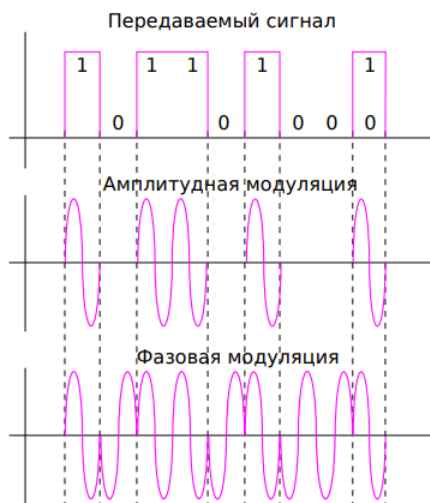 Передаваемый сигнал
1 1 1 1 1
0 0 0 0 0
Амплитудная модуляция
Фазовая модуляция